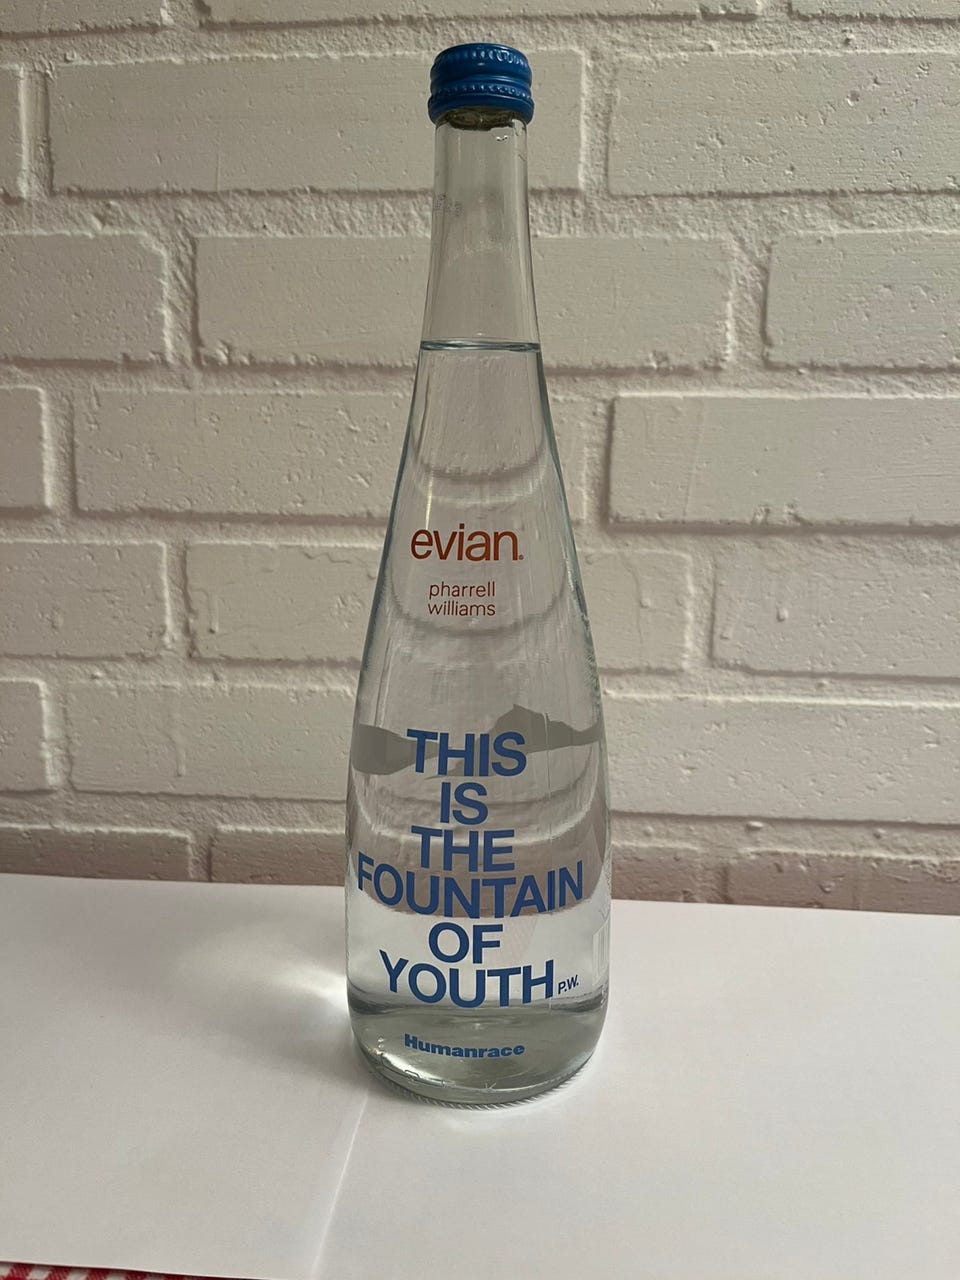 evian®
pharrell
williams
THIS
IS
THE
FOUNTAIN
OF
YOUTH P.W.
Humanrace